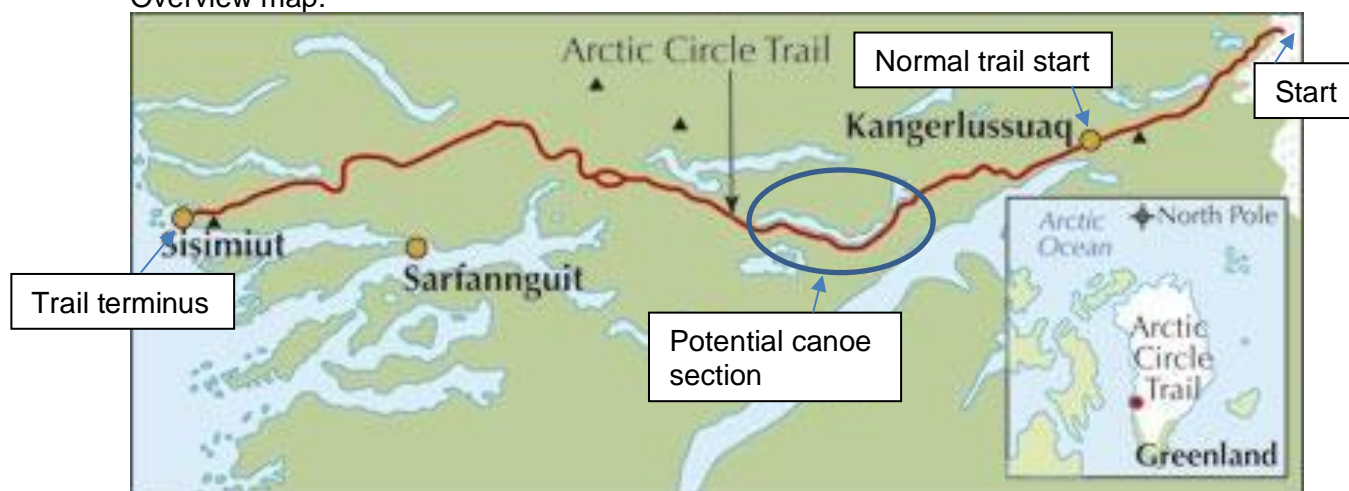 Overview map:
Arctic Circle Trail
Normal trail start
Start
Kangerlussuaq
Sisimiut
Sarfannguit
Trail terminus
Potential canoe
section
Arctic
Ocean
North Pole
Arctic
Circle
Trail
Greenland